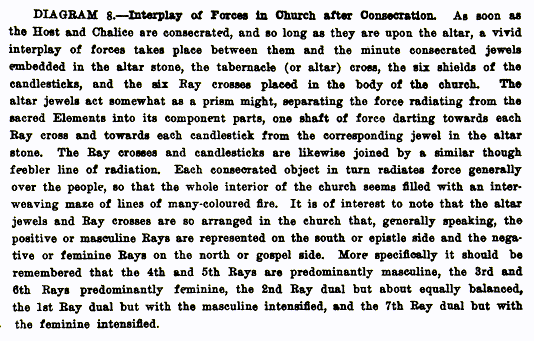 DIAGRAM 8.—Interplay of Forces in Church after Consecration. As soon as
the Host and Chalice are consecrated, and so long as they are upon the altar, a vivid
interplay of forces takes place between them and the minute consecrated jewels
embedded in the altar stone, the tabernacle (or altar) cross, the six shields of the
candlesticks, and the six Ray crosses placed in the body of the church. The
altar jewels act somewhat as a prism might, separating the force radiating from the
sacred Elements into its component parts, one shaft of force darting towards each
Ray cross and towards each candlestick from the corresponding jewel in the altar
stone. The Ray crosses and candlesticks are likewise joined by a similar though
feebler line of radiation. Each consecrated object in turn radiates force generally
over the people, so that the whole interior of the church seems filled with an inter-
weaving maze of lines of many-coloured fire. It is of interest to note that the altar
jewels and Ray crosses are so arranged in the church that, generally speaking, the
positive or masculine Rays are represented on the south or epistle side and the nega-
tive or feminine Rays on the north or gospel side. More specifically it should be
remembered that the 4th and 5th Rays are predominantly masculine, the 3rd and
6th Rays predominantly feminine, the 2nd Ray dual but about equally balanced,
the 1st Ray dual but with the masculine intensified, and the 7th Ray dual but with
the feminine intensified.